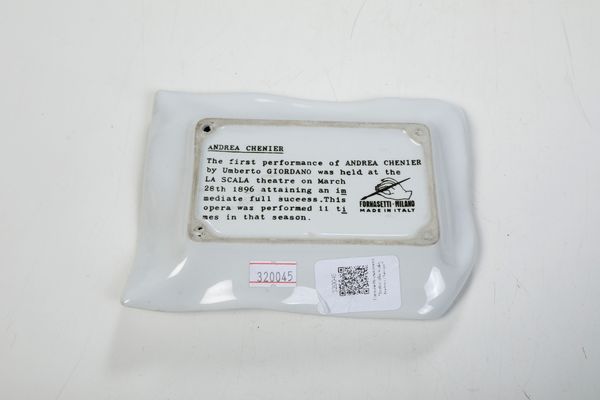 ANDREA CHENIER
The first performance of ANDREA CHENIER
by Umberto GIORDANO was held at the
LA SCALA theatre on March
28th 1896 attaining an im
mediate full success.This
opera was performed 11 ti
mes in that season.
FORNASETTI-MILANO
MADE IN ITALY
320045
320045